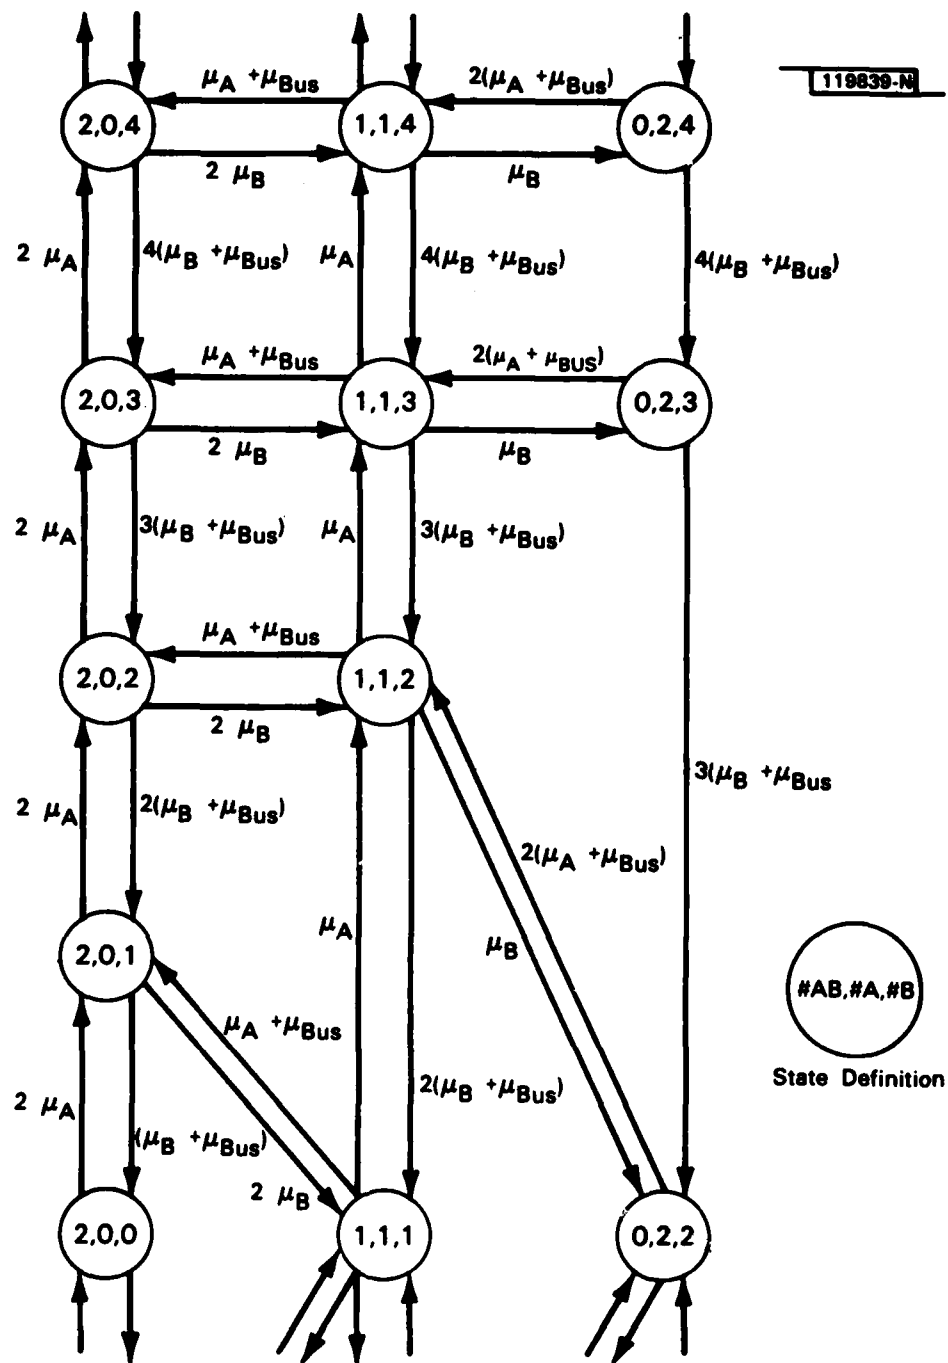 119839-N
μA +μBus
2(μA +μBus)
2,0,4
1,1,4
0,2,4
2 μB
μB
2 μA
4(μB +μBus)
μA
4(μB +μBus)
4(μB +μBus)
μA +μBus
2(μA + μBUS)
2,0,3
1,1,3
0,2,3
2 μB
μB
2 μA
3(μB +μBus)
μA
3(μB +μBus)
μA +μBus
2,0,2
1,1,2
2 μB
3(μB +μBus
2 μA
2(μB +μBus)
2(μA +μBus)
μA
μB
2,0,1
#AB,#A,#B
μA +μBus
State Definition
2(μB +μBus)
2 μA
(μB +μBus)
2 μB
2,0,0
1,1,1
0,2,2